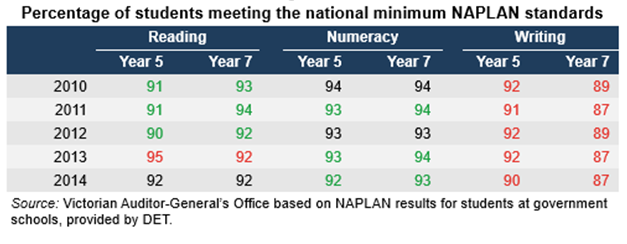 Percentage of students meeting the national minimum NAPLAN standards
Reading Numeracy Writing
Year 5 Year 7 Year 5 Year 7 Year 5 Year 7
2010 91 93 94 94 92 89
2011 91 94 93 94 91 87
2012 90 92 93 93 92 89
2013 95 92 93 94 92 87
2014 92 92 92 93 90 87
Source: Victorian Auditor-General's Office based on NAPLAN results for students at government
schools, provided by DET.